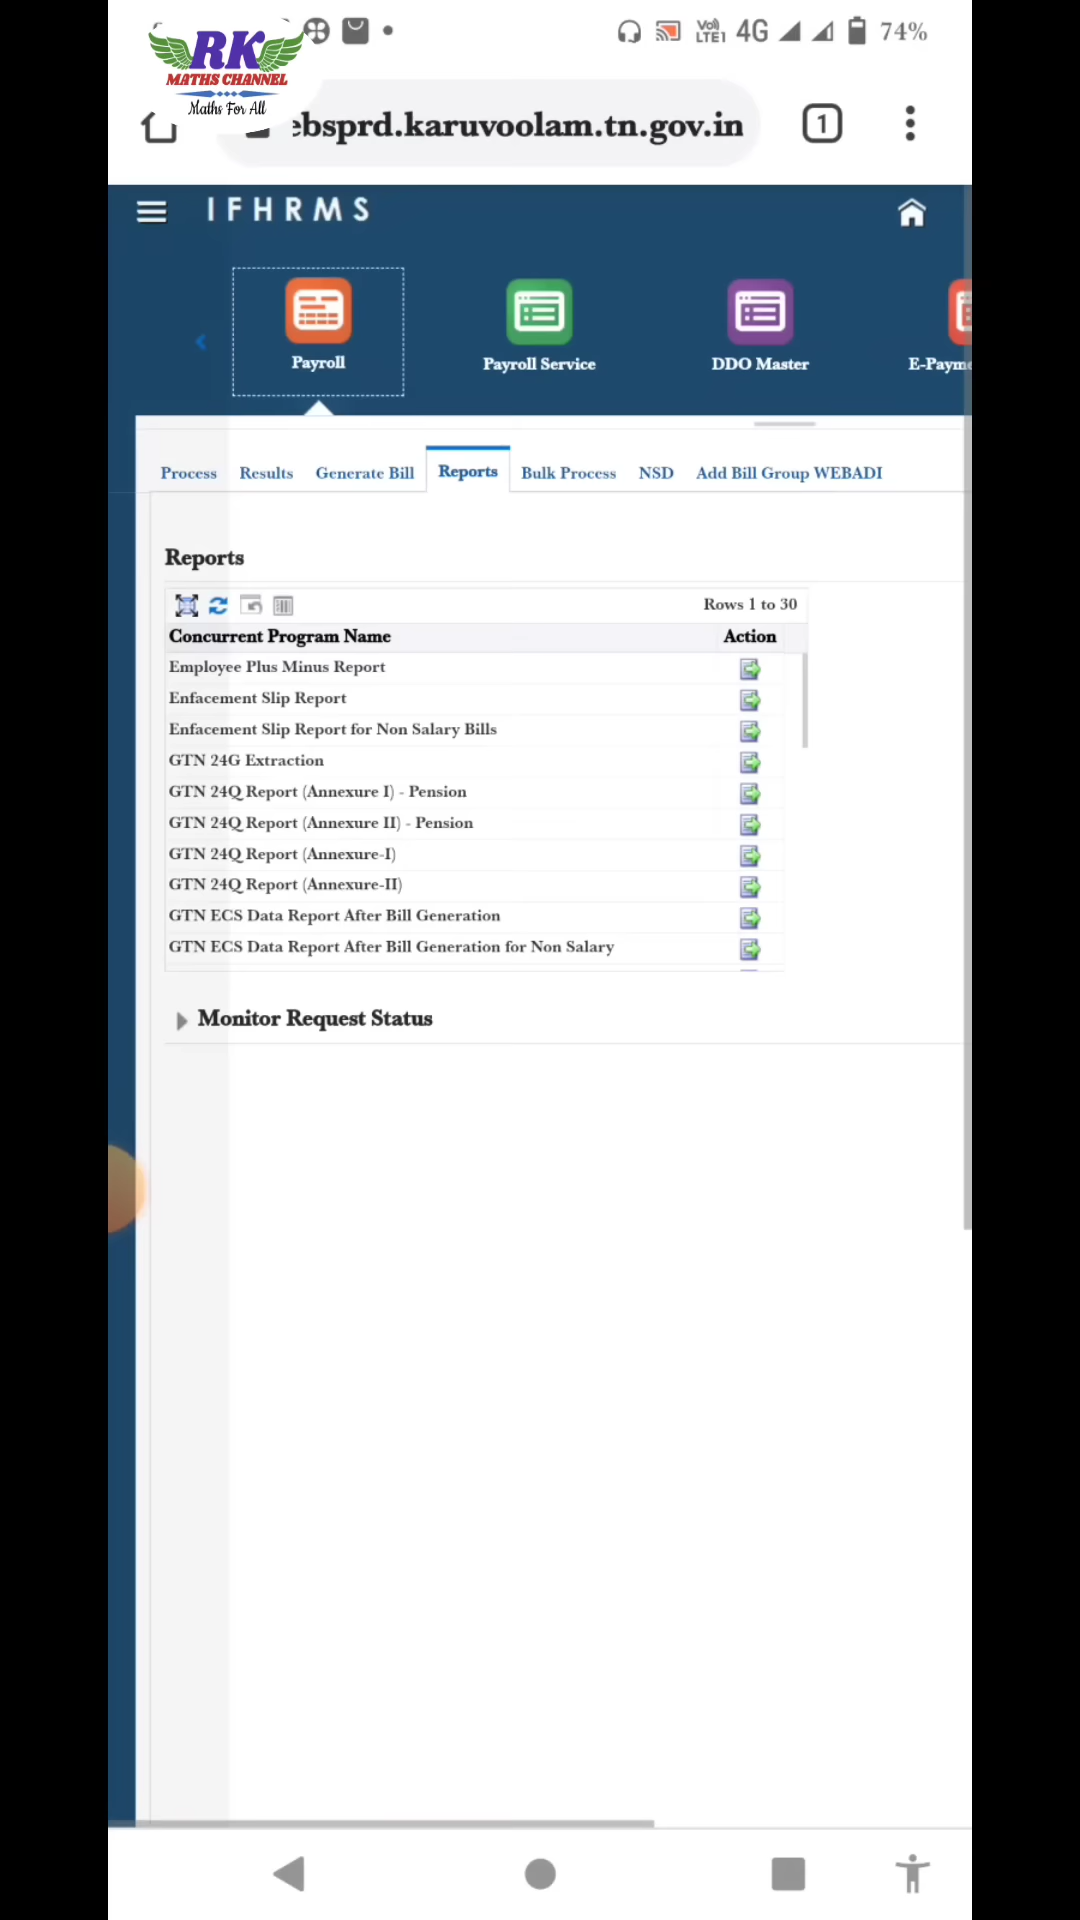 RK
MATHS CHANNEL
Maths For All
Vo)
LTE1
4G
74%
ebsprd.karuvoolam.tn.gov.in
1
IFHRMS
Payroll
Payroll Service
DDO Master
E-Payme
Process
Results
Generate Bill
Reports
Bulk Process
NSD
Add Bill Group WEBADI
Reports
Rows 1 to 30
Concurrent Program Name
Action
Employee Plus Minus Report
Enfacement Slip Report
Enfacement Slip Report for Non Salary Bills
GTN 24G Extraction
GTN 24Q Report (Annexure I) - Pension
GTN 24Q Report (Annexure II) - Pension
GTN 24Q Report (Annexure-I)
GTN 24Q Report (Annexure-II)
GTN ECS Data Report After Bill Generation
GTN ECS Data Report After Bill Generation for Non Salary
Monitor Request Status